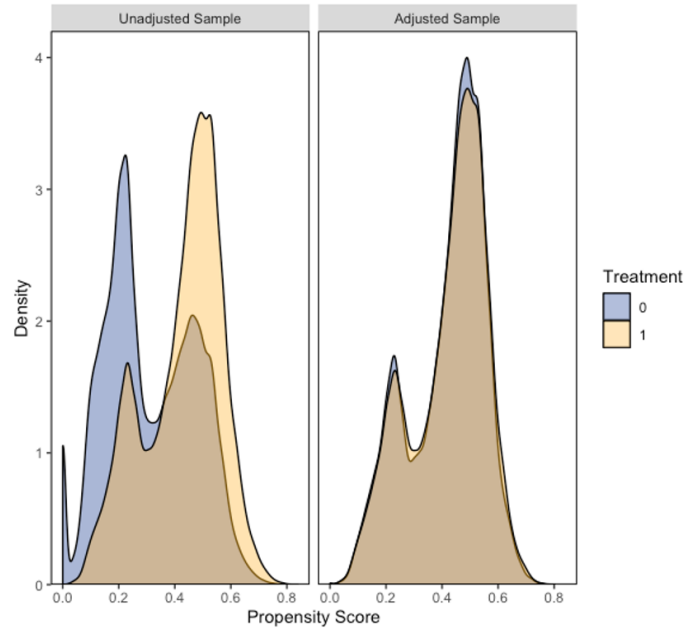 Unadjusted Sample
Adjusted Sample
4
3
2
1
0
Density
0.0 0.2 0.4 0.6 0.8
0.0 0.2 0.4 0.6 0.8
Propensity Score
Treatment
0
1